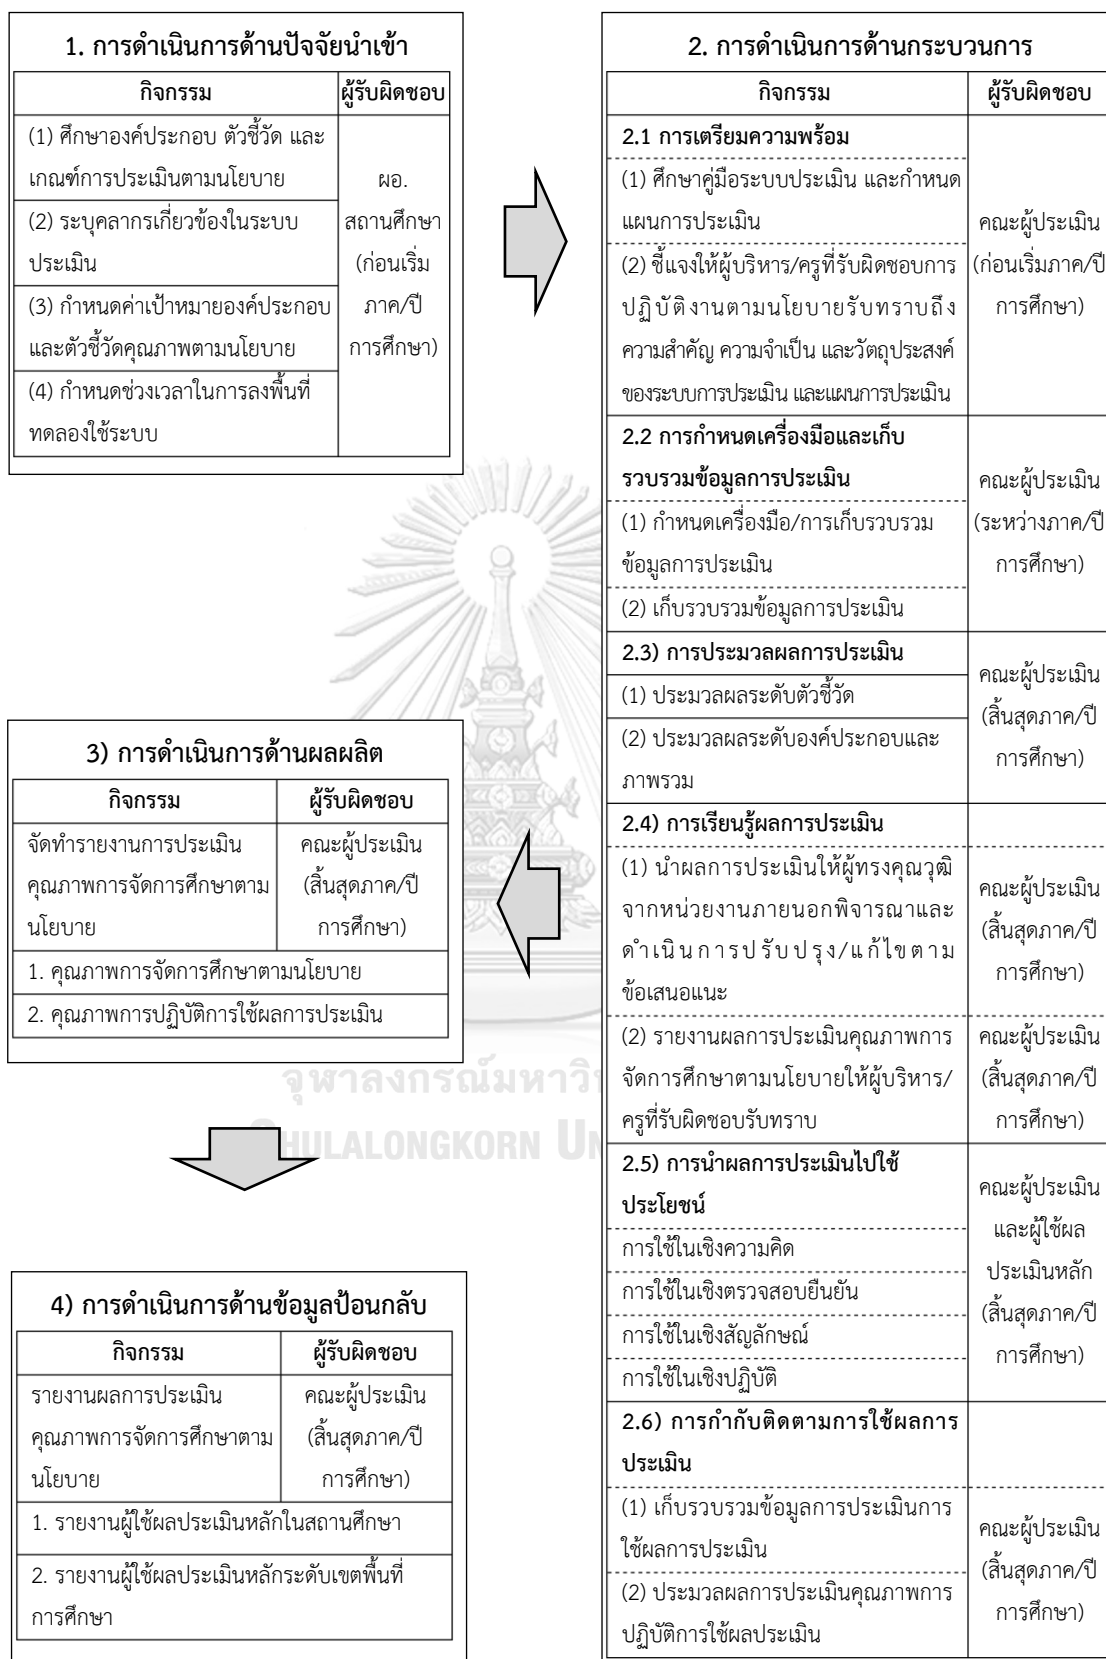 1. การดำเนินการด้านปัจจัยนำเข้า
กิจกรรม
ผู้รับผิดชอบ
(1) ศึกษาองค์ประกอบ ตัวชี้วัด และ
เกณฑ์การประเมินตามนโยบาย
(2) ระบุคลากรเกี่ยวข้องในระบบ
ประเมิน
(3) กำหนดค่าเป้าหมายองค์ประกอบ
และตัวชี้วัดคุณภาพตามนโยบาย
(4) กำหนดช่วงเวลาในการลงพื้นที่
ทดลองใช้ระบบ
ผอ.
สถานศึกษา
(ก่อนเริ่ม
ภาค/ปี
การศึกษา)
2. การดำเนินการด้านกระบวนการ
กิจกรรม
ผู้รับผิดชอบ
2.1 การเตรียมความพร้อม
(1) ศึกษาคู่มือระบบประเมิน และกำหนด
แผนการประเมิน
(2) ชี้แจงให้ผู้บริหาร/ครูที่รับผิดชอบการ
ปฏิบัติงานตามนโยบายรับทราบถึง
ความสำคัญ ความจำเป็น และวัตถุประสงค์
ของระบบการประเมิน และแผนการประเมิน
คณะผู้ประเมิน
(ก่อนเริ่มภาค/ปี
การศึกษา)
2.2 การกำหนดเครื่องมือและเก็บ
รวบรวมข้อมูลการประเมิน
(1) กำหนดเครื่องมือ/การเก็บรวบรวม
ข้อมูลการประเมิน
(2) เก็บรวบรวมข้อมูลการประเมิน
คณะผู้ประเมิน
(ระหว่างภาค/ปี
การศึกษา)
2.3) การประมวลผลการประเมิน
(1) ประมวลผลระดับตัวชี้วัด
(2) ประมวลผลระดับองค์ประกอบและ
ภาพรวม
คณะผู้ประเมิน
(สิ้นสุดภาค/ปี
การศึกษา)
2.4) การเรียนรู้ผลการประเมิน
(1) นำผลการประเมินให้ผู้ทรงคุณวุฒิ
จากหน่วยงานภายนอกพิจารณาและ
ดำเนินการปรับปรุง/แก้ไขตาม
ข้อเสนอแนะ
คณะผู้ประเมิน
(สิ้นสุดภาค/ปี
การศึกษา)
(2) รายงานผลการประเมินคุณภาพการ
จัดการศึกษาตามนโยบายให้ผู้บริหาร/
ครูที่รับผิดชอบรับทราบ
คณะผู้ประเมิน
(สิ้นสุดภาค/ปี
การศึกษา)
2.5) การนำผลการประเมินไปใช้
ประโยชน์
การใช้ในเชิงความคิด
การใช้ในเชิงตรวจสอบยืนยัน
การใช้ในเชิงสัญลักษณ์
การใช้ในเชิงปฏิบัติ
คณะผู้ประเมิน
และผู้ใช้ผล
ประเมินหลัก
(สิ้นสุดภาค/ปี
การศึกษา)
2.6) การกำกับติดตามการใช้ผลการ
ประเมิน
(1) เก็บรวบรวมข้อมูลการประเมินการ
ใช้ผลการประเมิน
(2) ประมวลผลการประเมินคุณภาพการ
ปฏิบัติการใช้ผลประเมิน
คณะผู้ประเมิน
(สิ้นสุดภาค/ปี
การศึกษา)
3) การดำเนินการด้านผลผลิต
กิจกรรม
ผู้รับผิดชอบ
จัดทำรายงานการประเมิน
คุณภาพการจัดการศึกษาตาม
นโยบาย
คณะผู้ประเมิน
(สิ้นสุดภาค/ปี
การศึกษา)
1. คุณภาพการจัดการศึกษาตามนโยบาย
2. คุณภาพการปฏิบัติการใช้ผลการประเมิน
จุฬาลงกรณ์มหาวิ
HULALONGKORN UN
4) การดำเนินการด้านข้อมูลป้อนกลับ
กิจกรรม
ผู้รับผิดชอบ
รายงานผลการประเมิน
คุณภาพการจัดการศึกษาตาม
นโยบาย
คณะผู้ประเมิน
(สิ้นสุดภาค/ปี
การศึกษา)
1. รายงานผู้ใช้ผลประเมินหลักในสถานศึกษา
2. รายงานผู้ใช้ผลประเมินหลักระดับเขตพื้นที่
การศึกษา